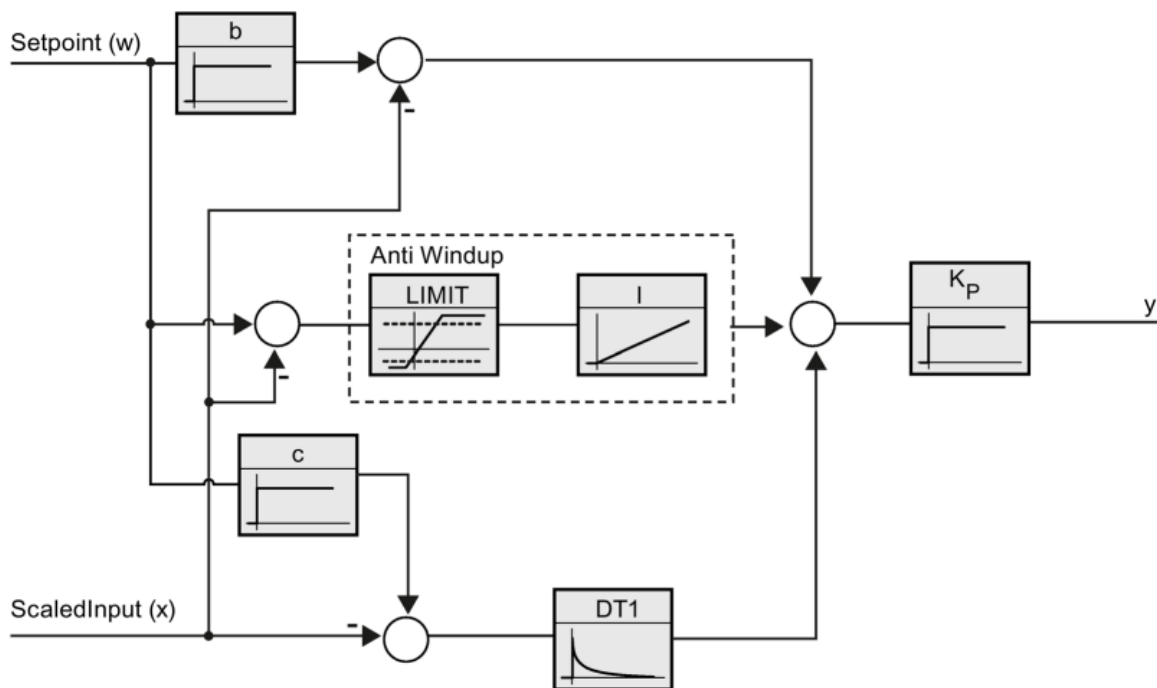 b
Setpoint (w)
-
Anti Windup
LIMIT
I
K_P
y
-
c
ScaledInput (x)
-
DT1